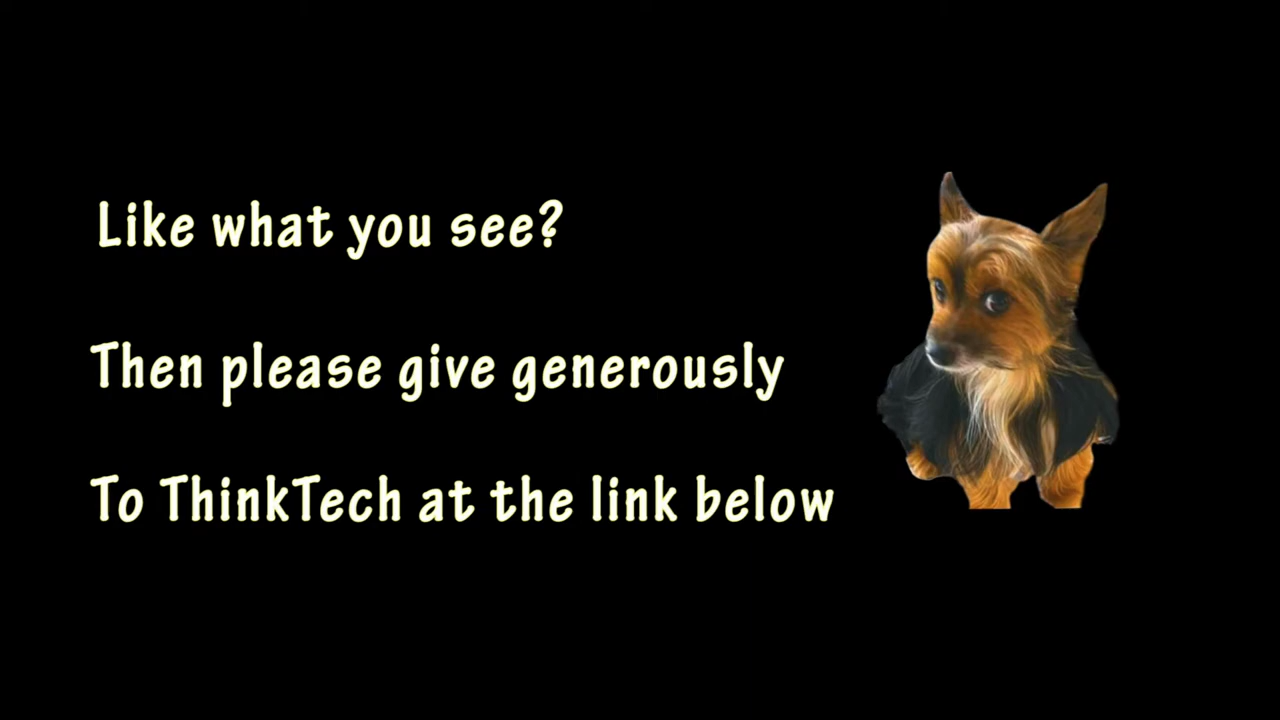 Like what you see?
Then please give generously
To ThinkTech at the link below